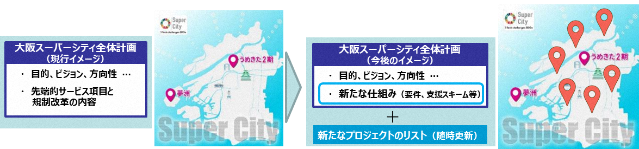 大阪スーパーシティ全体計画
(現行イメージ)
・ 目的、ビジョン、方向性 …
・ 先端的サービス項目と
規制改革の内容
Super
City
うめきた2期
夢洲
Super City
大阪スーパーシティ全体計画
(今後のイメージ)
・ 目的、ビジョン、方向性 …
・ 新たな仕組み (要件、支援スキーム等)
+
新たなプロジェクトのリスト (随時更新)
Super
City
うめきた2期
夢洲
Super City